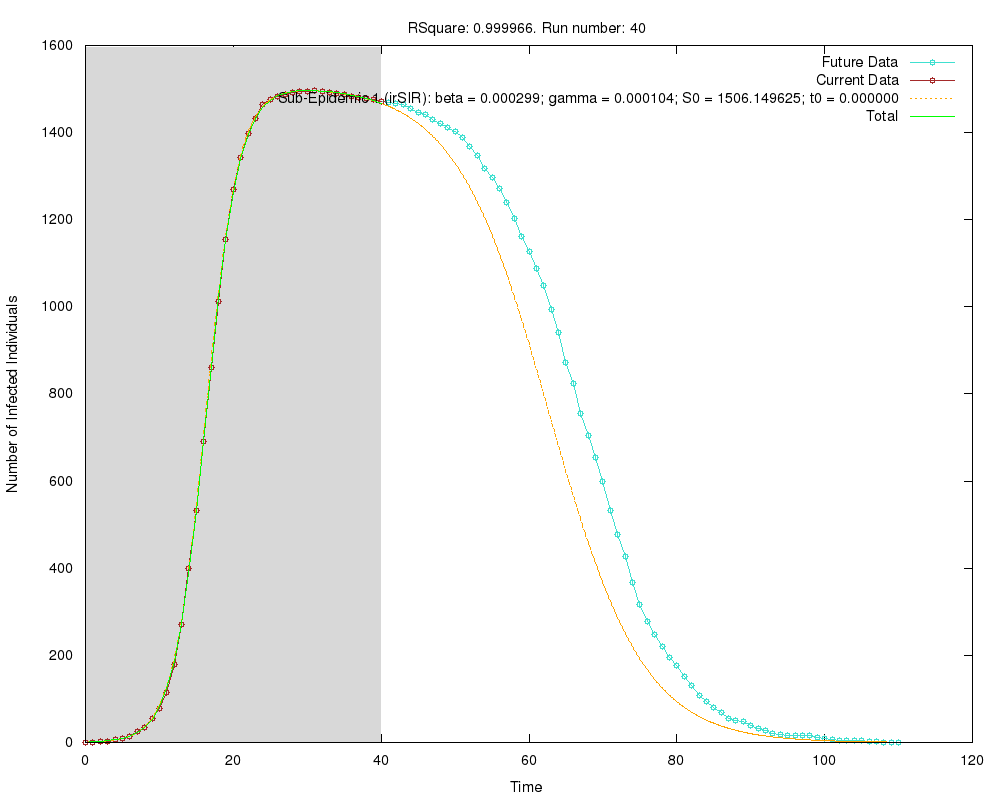 RSquare: 0.999966. Run number: 40
1600
1400
1200
1000
800
600
400
200
0
Number of Infected Individuals
Future Data
Current Data
Sub-Epidemic 1 (irSIR): beta = 0.000299; gamma = 0.000104; S0 = 1506.149625; t0 = 0.000000
Total
0 20 40 60 80 100 120
Time